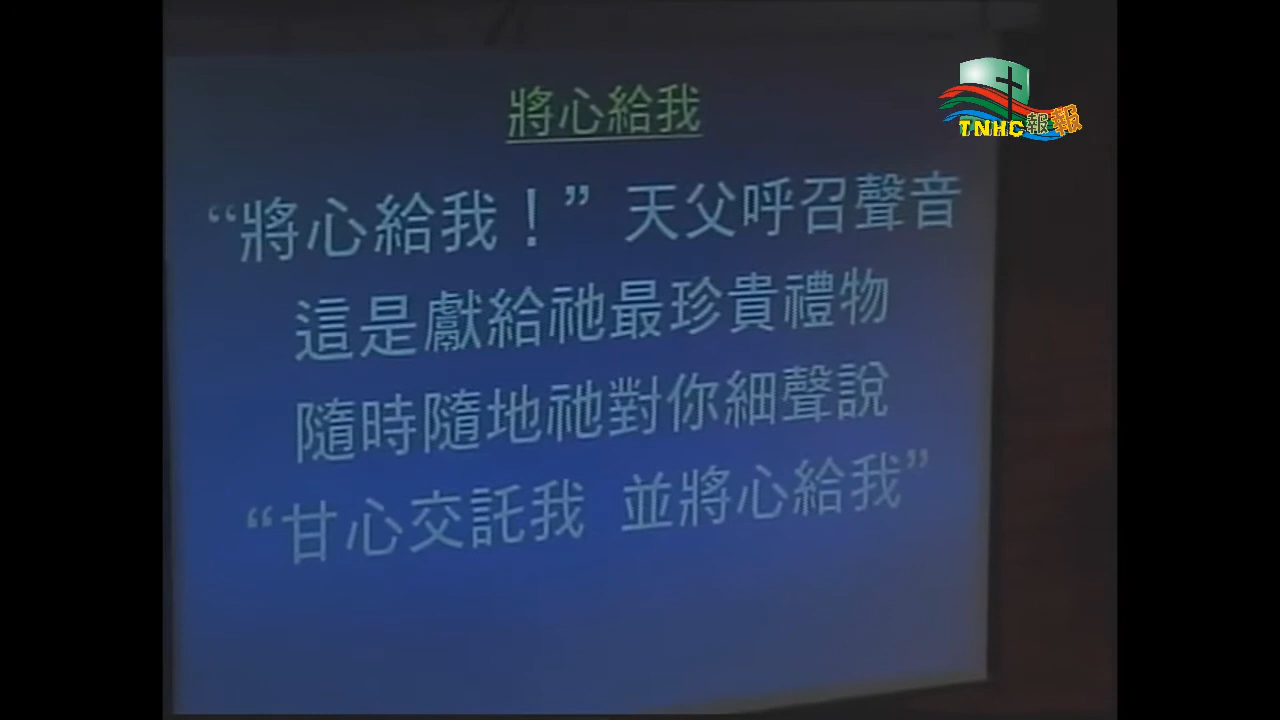 將心給我
TNHC報報
“將心給我！”天父呼召聲音
這是獻給祂最珍貴禮物
隨時隨地祂對你細聲說
“甘心交託我 並將心給我”